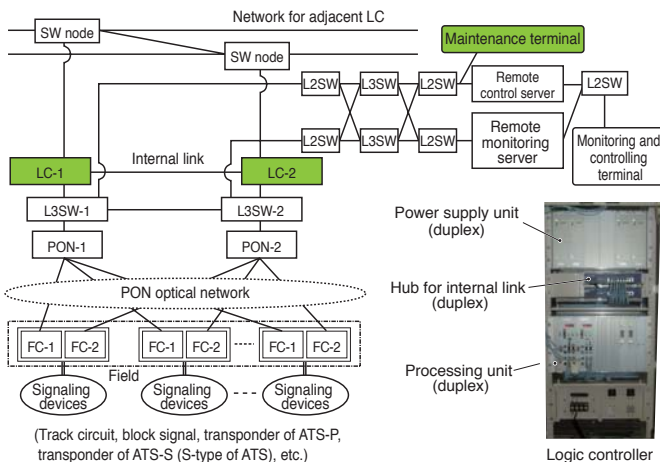 Network for adjacent LC
SW node
SW node
Maintenance terminal
L2SW
L3SW
L2SW
Remote
control server
L2SW
L2SW
L3SW
L2SW
Remote
monitoring
server
Monitoring and
controlling
terminal
Internal link
LC-1
LC-2
L3SW-1
L3SW-2
PON-1
PON-2
PON optical network
FC-1
FC-2
FC-1
FC-2
FC-1
FC-2
Field
Signaling
devices
Signaling
devices
Signaling
devices
(Track circuit, block signal, transponder of ATS-P,
transponder of ATS-S (S-type of ATS), etc.)
Power supply unit
(duplex)
Hub for internal link
(duplex)
Processing unit
(duplex)
Logic controller